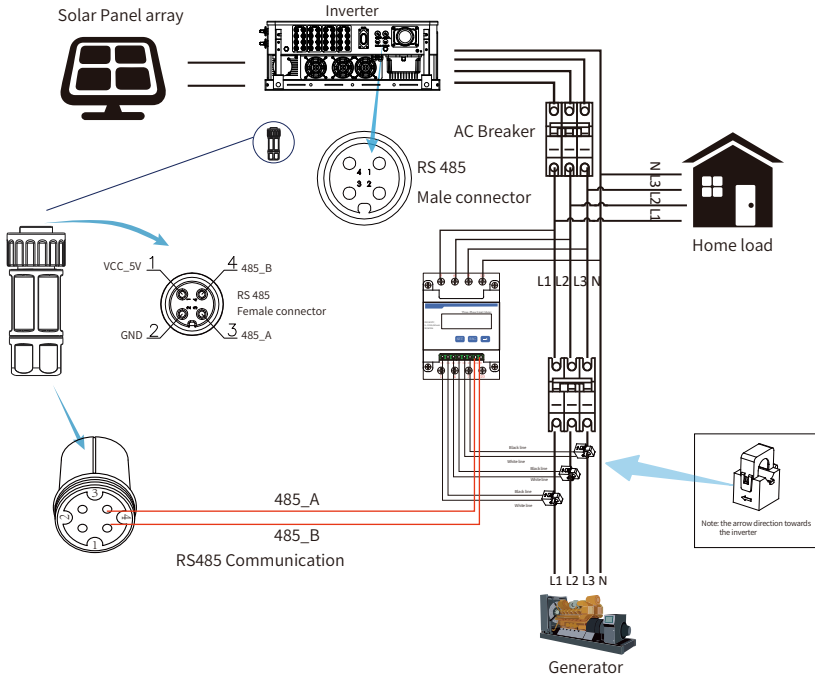 Solar Panel array
Inverter
AC Breaker
RS 485
Male connector
4 1
3 2
N
L3
L2
L1
Home load
VCC_5V 1
4 485_B
RS 485
Female connector
GND 2
3 485_A
L1 L2 L3 N
Black line
White line
Black line
White line
Black line
White line
Note: the arrow direction towards
the inverter
3
2
4
1
485_A
485_B
RS485 Communication
L1 L2 L3 N
Generator